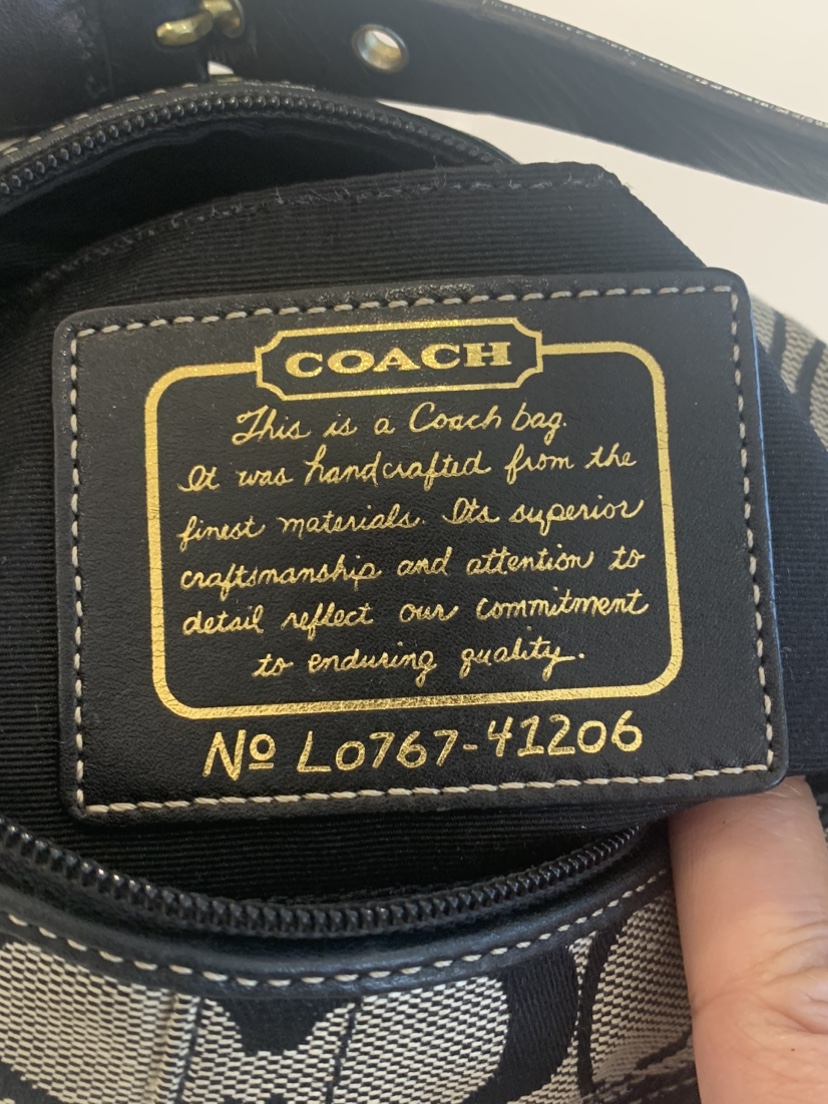 COACH
This is a Coach bag.
It was handcrafted from the
finest materials. Its superior
craftsmanship and attention to
detail reflect our commitment
to enduring quality.
Nº L0767-41206